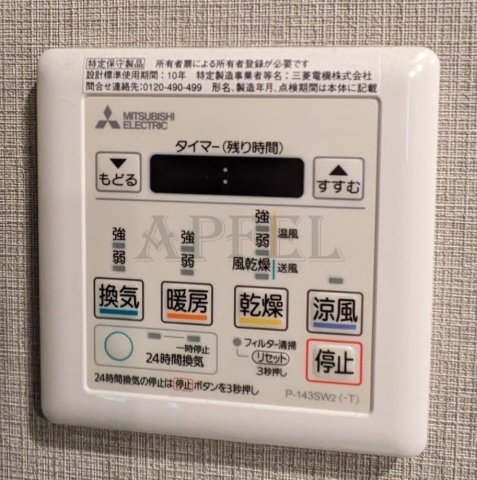 特定保守製品 所有者票による所有者登録が必要です
設計標準使用期間:10年 特定製造事業者等名:三菱電機株式会社
問合せ連絡先:0120-490-499 形名、製造年月、点検期間は本体に記載
MITSUBISHI
ELECTRIC
タイマー(残り時間)
▼
もどる
:
▲
すすむ
強
弱
強
弱
強
弱
温風
風乾燥
送風
APFEL
換気
暖房
乾燥
涼風
一時停止
24時間換気
フィルター清掃
リセット
3秒押し
停止
24時間換気の停止は停止ボタンを3秒押し
P-143SW2(-T)